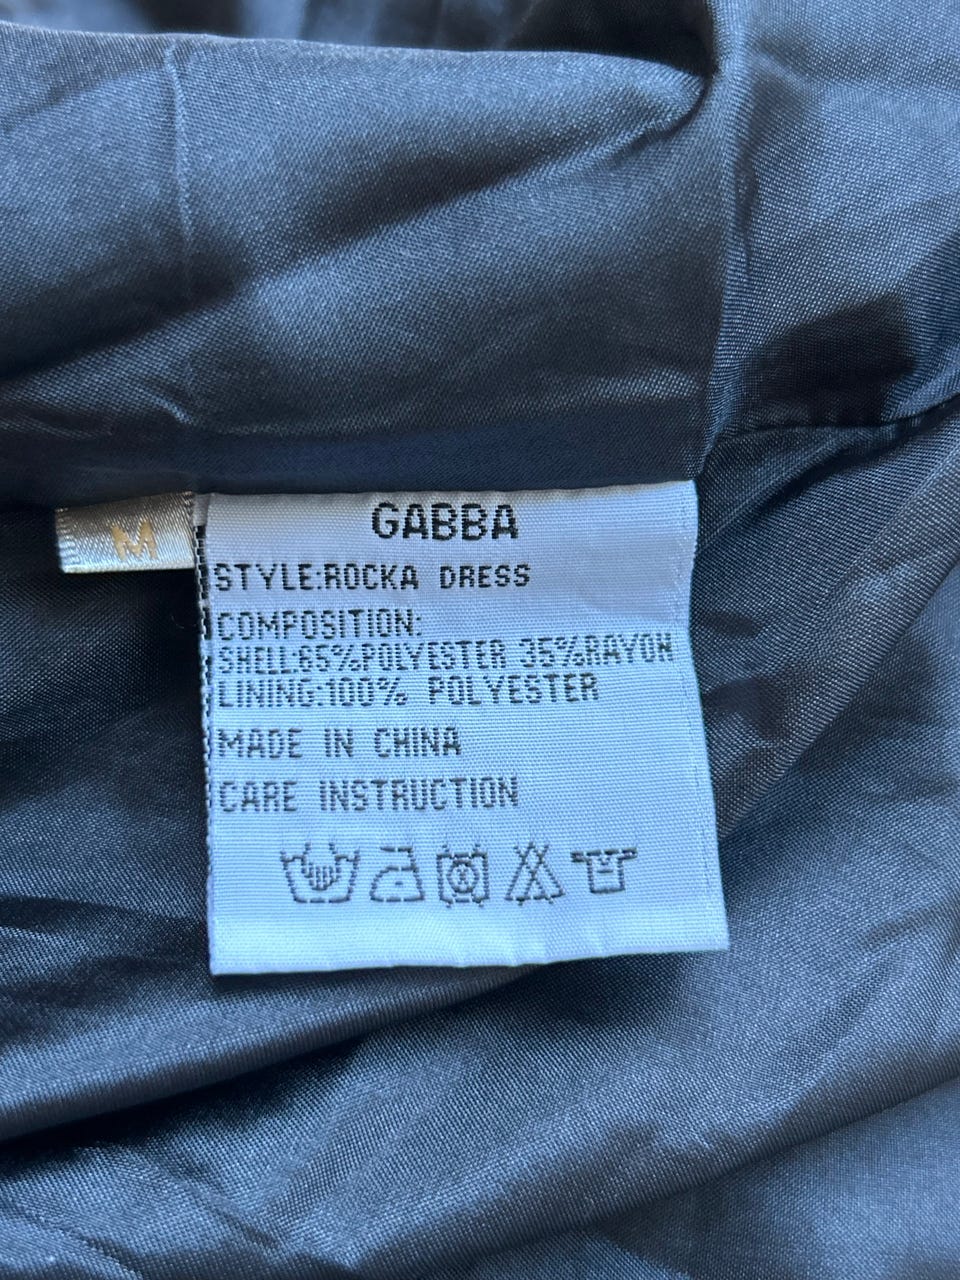 GABBA
M
STYLE:ROCKA DRESS
COMPOSITION:
SHELL:65%POLYESTER 35%RAYON
LINING:100% POLYESTER
MADE IN CHINA
CARE INSTRUCTION